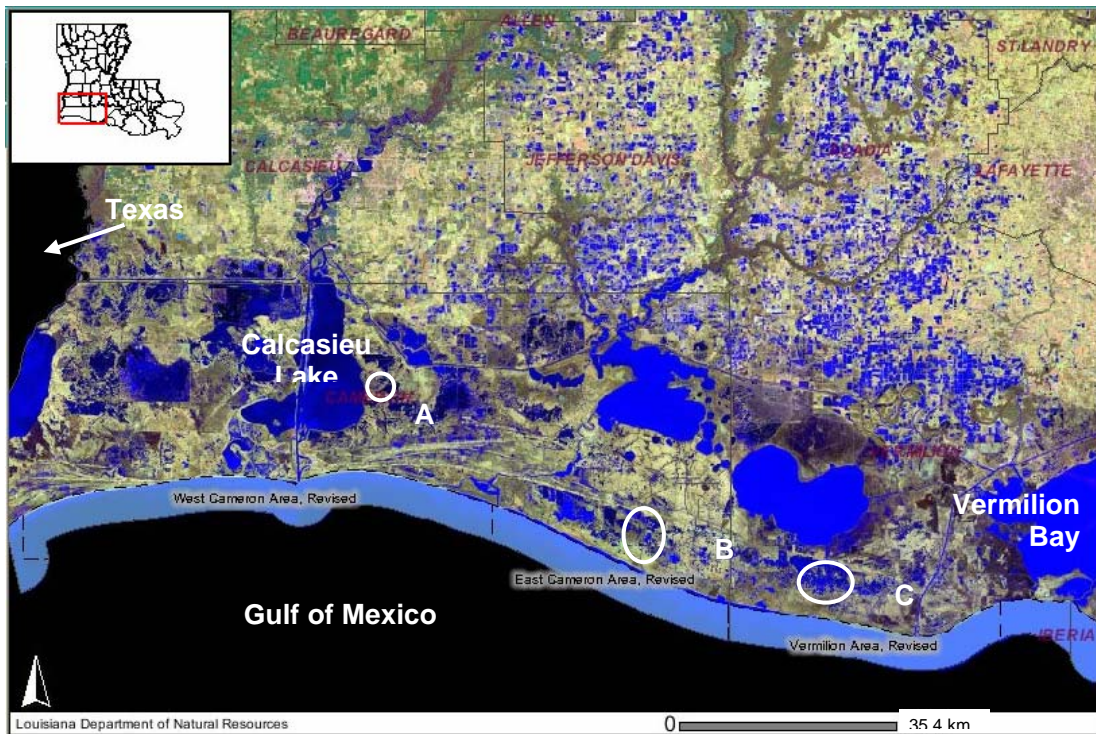 ALLEN
BEAUREGARD
ST LANDRY
CALCASIEU
JEFFERSON DAVIS
ACADIA
LAFAYETTE
Texas
Calcasieu
Lake
CAMERON
A
VERMILION
Vermilion
Bay
West Cameron Area, Revised
B
East Cameron Area, Revised
C
Gulf of Mexico
Vermilion Area, Revised
IBERIA
Louisiana Department of Natural Resources
0
35.4 km